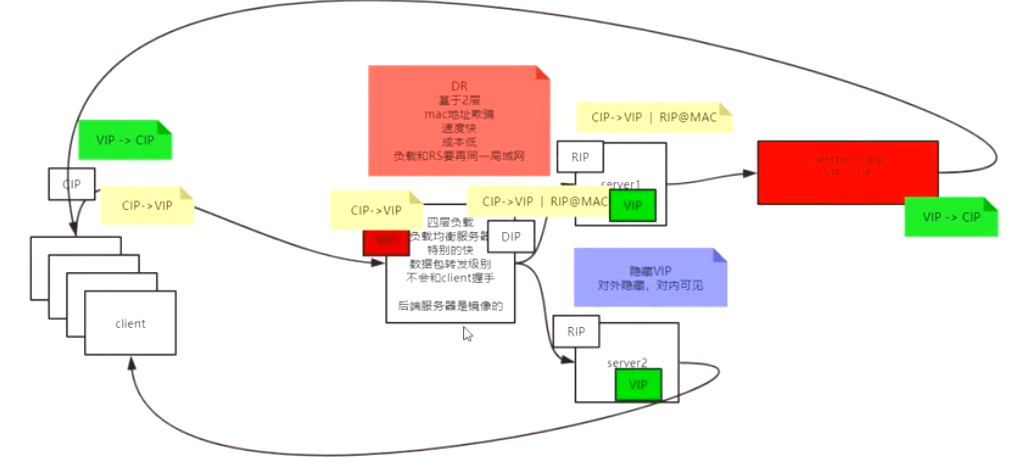 DR
基于2层
mac地址欺骗
速度快
成本低
负载和RS要再同一局域网
CIP->VIP | RIP@MAC
VIP -> CIP
RIP
server1
VIP
VIP -> CIP
CIP
CIP->VIP
CIP->VIP
CIP->VIP | RIP@MAC
VIP -> CIP
DIP
四层负载
负载均衡服务器
特别的快
数据包转发级别
不会和client握手
后端服务器是镜像的
隐藏VIP
对外隐藏，对内可见
client
RIP
server2
VIP